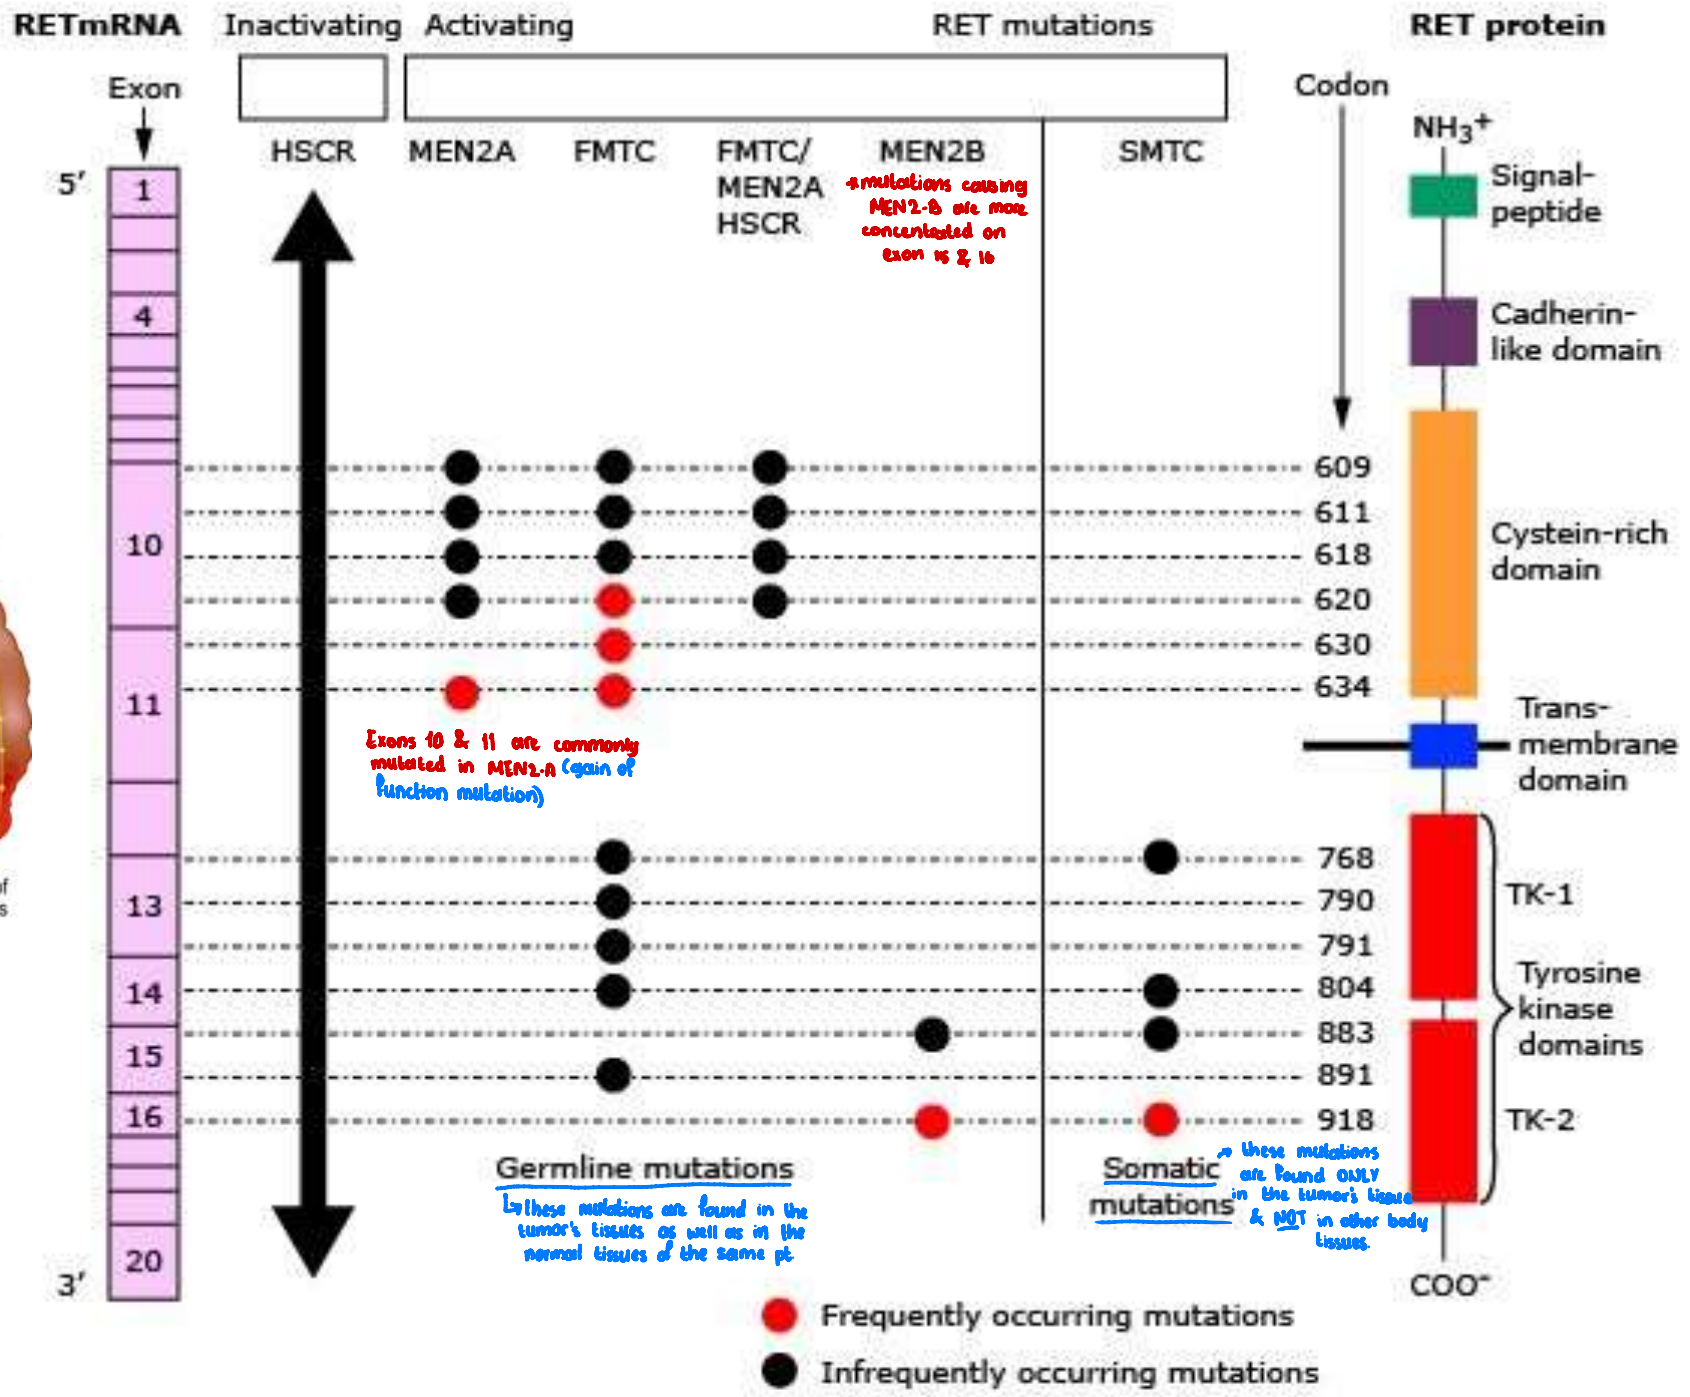 RETmRNA Inactivating Activating RET mutations RET protein
Exon
Codon
HSCR MEN2A FMTC FMTC/ MEN2B SMTC
MEN2A
HSCR
*mutations causing
MEN2-B are more
concentrated on
exon 15 & 16
NH3+
5′
1
4
10
11
13
14
15
16
20
3′
609
611
618
620
630
634
768
790
791
804
883
891
918
Exons 10 & 11 are commonly
mutated in MEN2-A (gain of
function mutation)
Signal-
peptide
Cadherin-
like domain
Cystein-rich
domain
Trans-
membrane
domain
TK-1
Tyrosine
kinase
domains
TK-2
COO-
Germline mutations
↳these mutations are found in the
tumor's tissues as well as in the
normal tissues of the same pt
Somatic
mutations
→ these mutations
are found ONLY
in the tumor's tissue
& NOT in other body
tissues.
Frequently occurring mutations
Infrequently occurring mutations
of
s